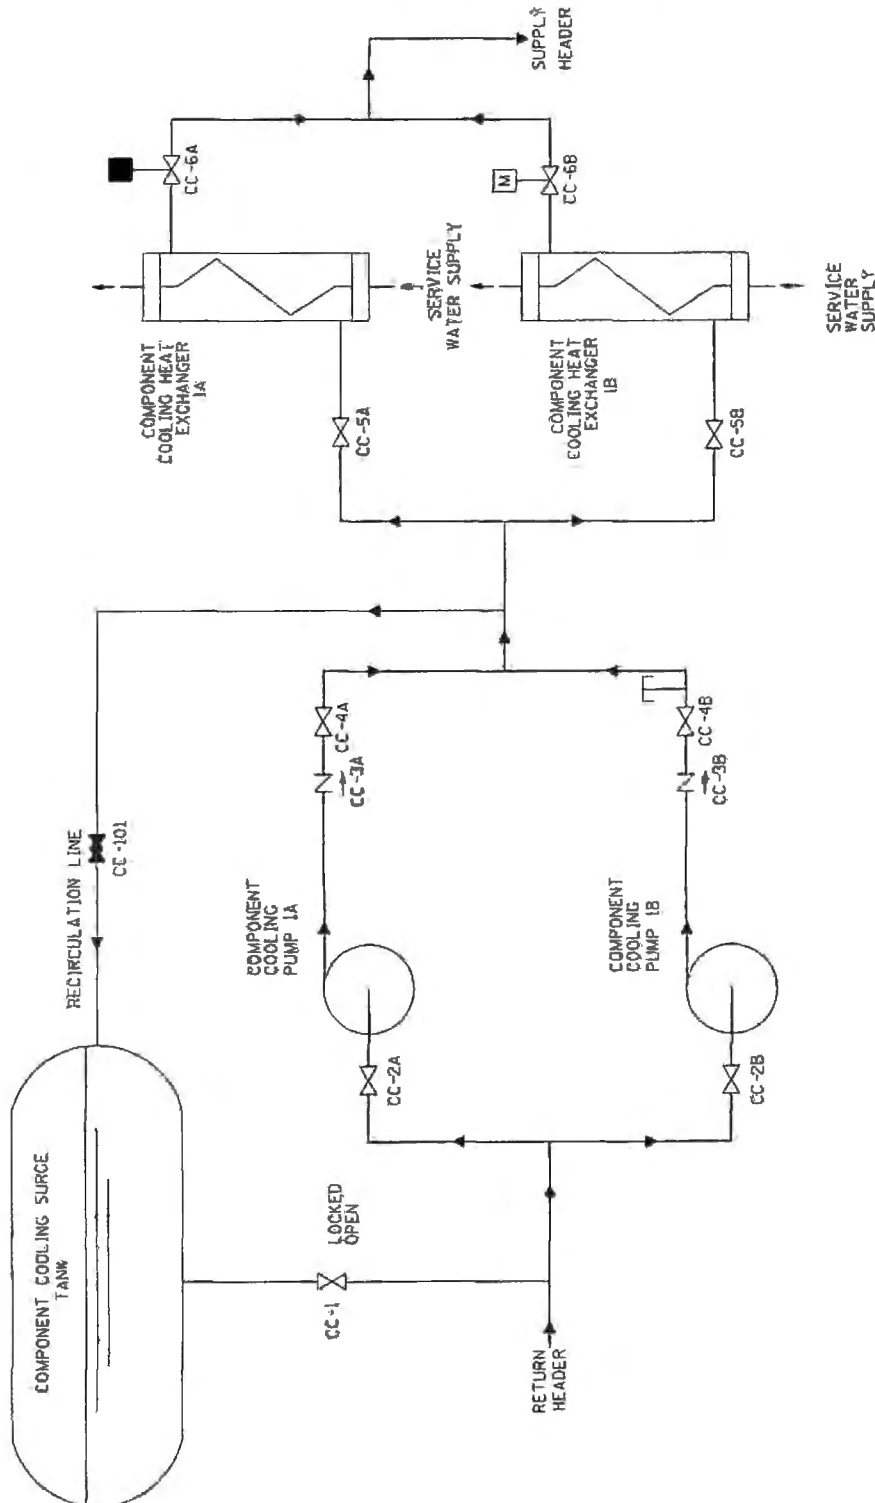 COMPONENT COOLING SURGE
TANK
RECIRCULATION LINE
CC-101
LOCKED
OPEN
CC-1
RETURN
HEADER
CC-2A
CC-2B
COMPONENT
COOLING
PUMP 1A
COMPONENT
COOLING
PUMP 1B
CC-3A
CC-4A
CC-3B
CC-4B
CC-5A
CC-5B
COMPONENT
COOLING HEAT
EXCHANGER
1A
COMPONENT
COOLING HEAT
EXCHANGER
1B
SERVICE
WATER SUPPLY
SERVICE
WATER
SUPPLY
CC-6A
M
CC-6B
SUPPLY
HEADER